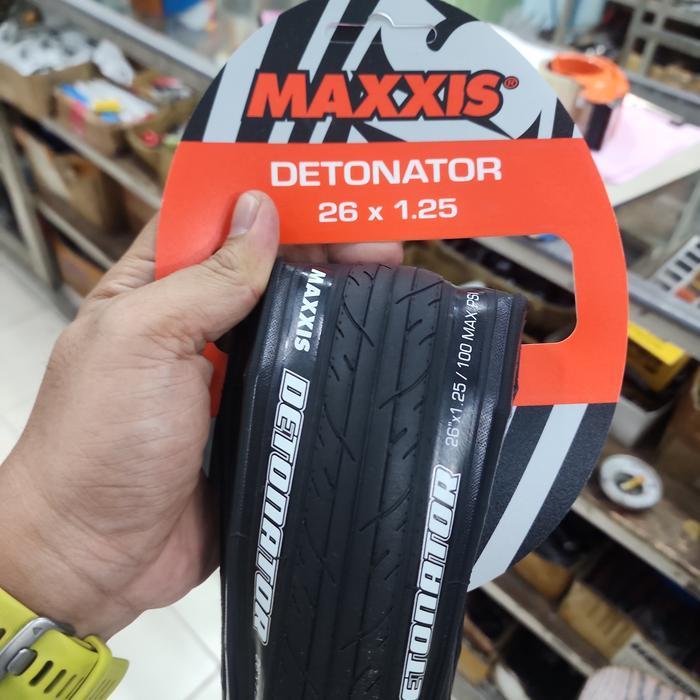 MAXXIS®
DETONATOR
26 x 1.25
MAXXIS
DETONATOR
26"x1.25 / 100 MAX PSI
DETONATOR